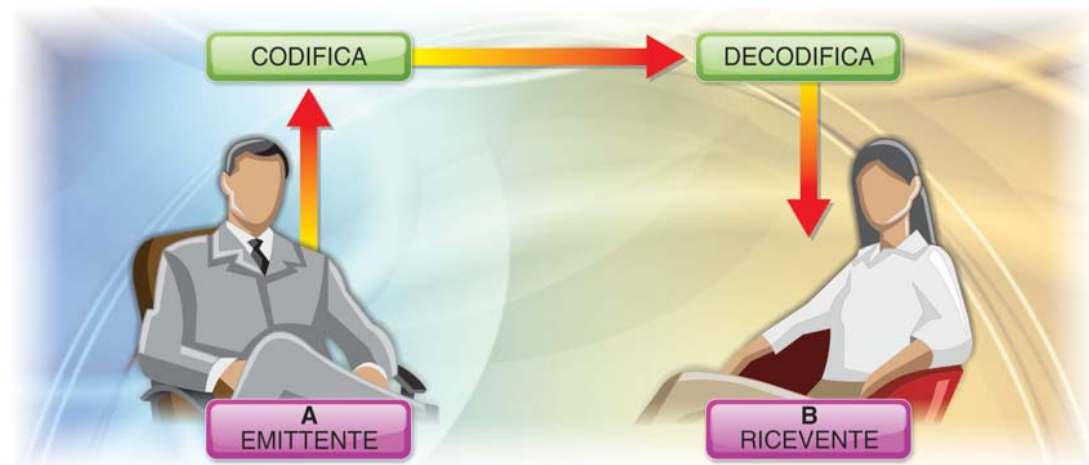 CODIFICA
DECODIFICA
A
EMITTENTE
B
RICEVENTE